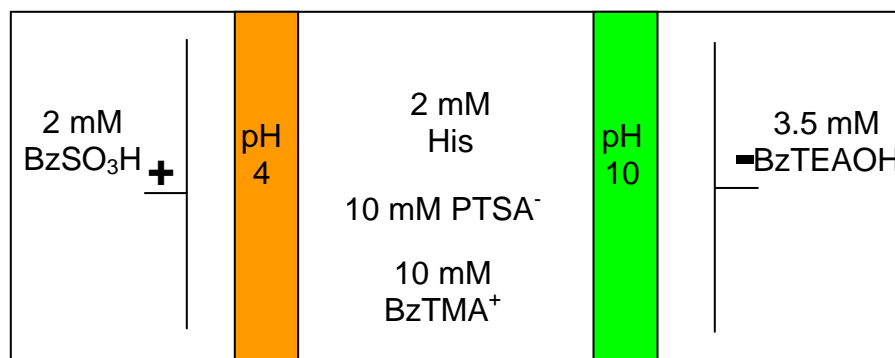 2 mM
BzSO₃H
+
pH
4
2 mM
His
10 mM PTSA⁻
10 mM
BzTMA⁺
pH
10
3.5 mM
-
BzTEAOH